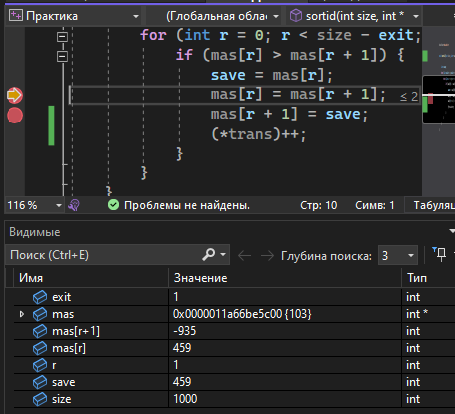 Практика
(Глобальная облас
sortid(int size, int *
for (int r = 0; r < size - exit;
if (mas[r] > mas[r + 1]) {
save = mas[r];
mas[r] = mas[r + 1]; ≤ 2
mas[r + 1] = save;
(*trans)++;
}
}
}
116 %
Проблемы не найдены.
Стр: 10
Симв: 1
Табуляц
Видимые
Поиск (Ctrl+E)
Глубина поиска: 3
Имя Значение Тип
exit 1 int
mas 0x0000011a66be5c00 {103} int *
mas[r+1] -935 int
mas[r] 459 int
r 1 int
save 459 int
size 1000 int